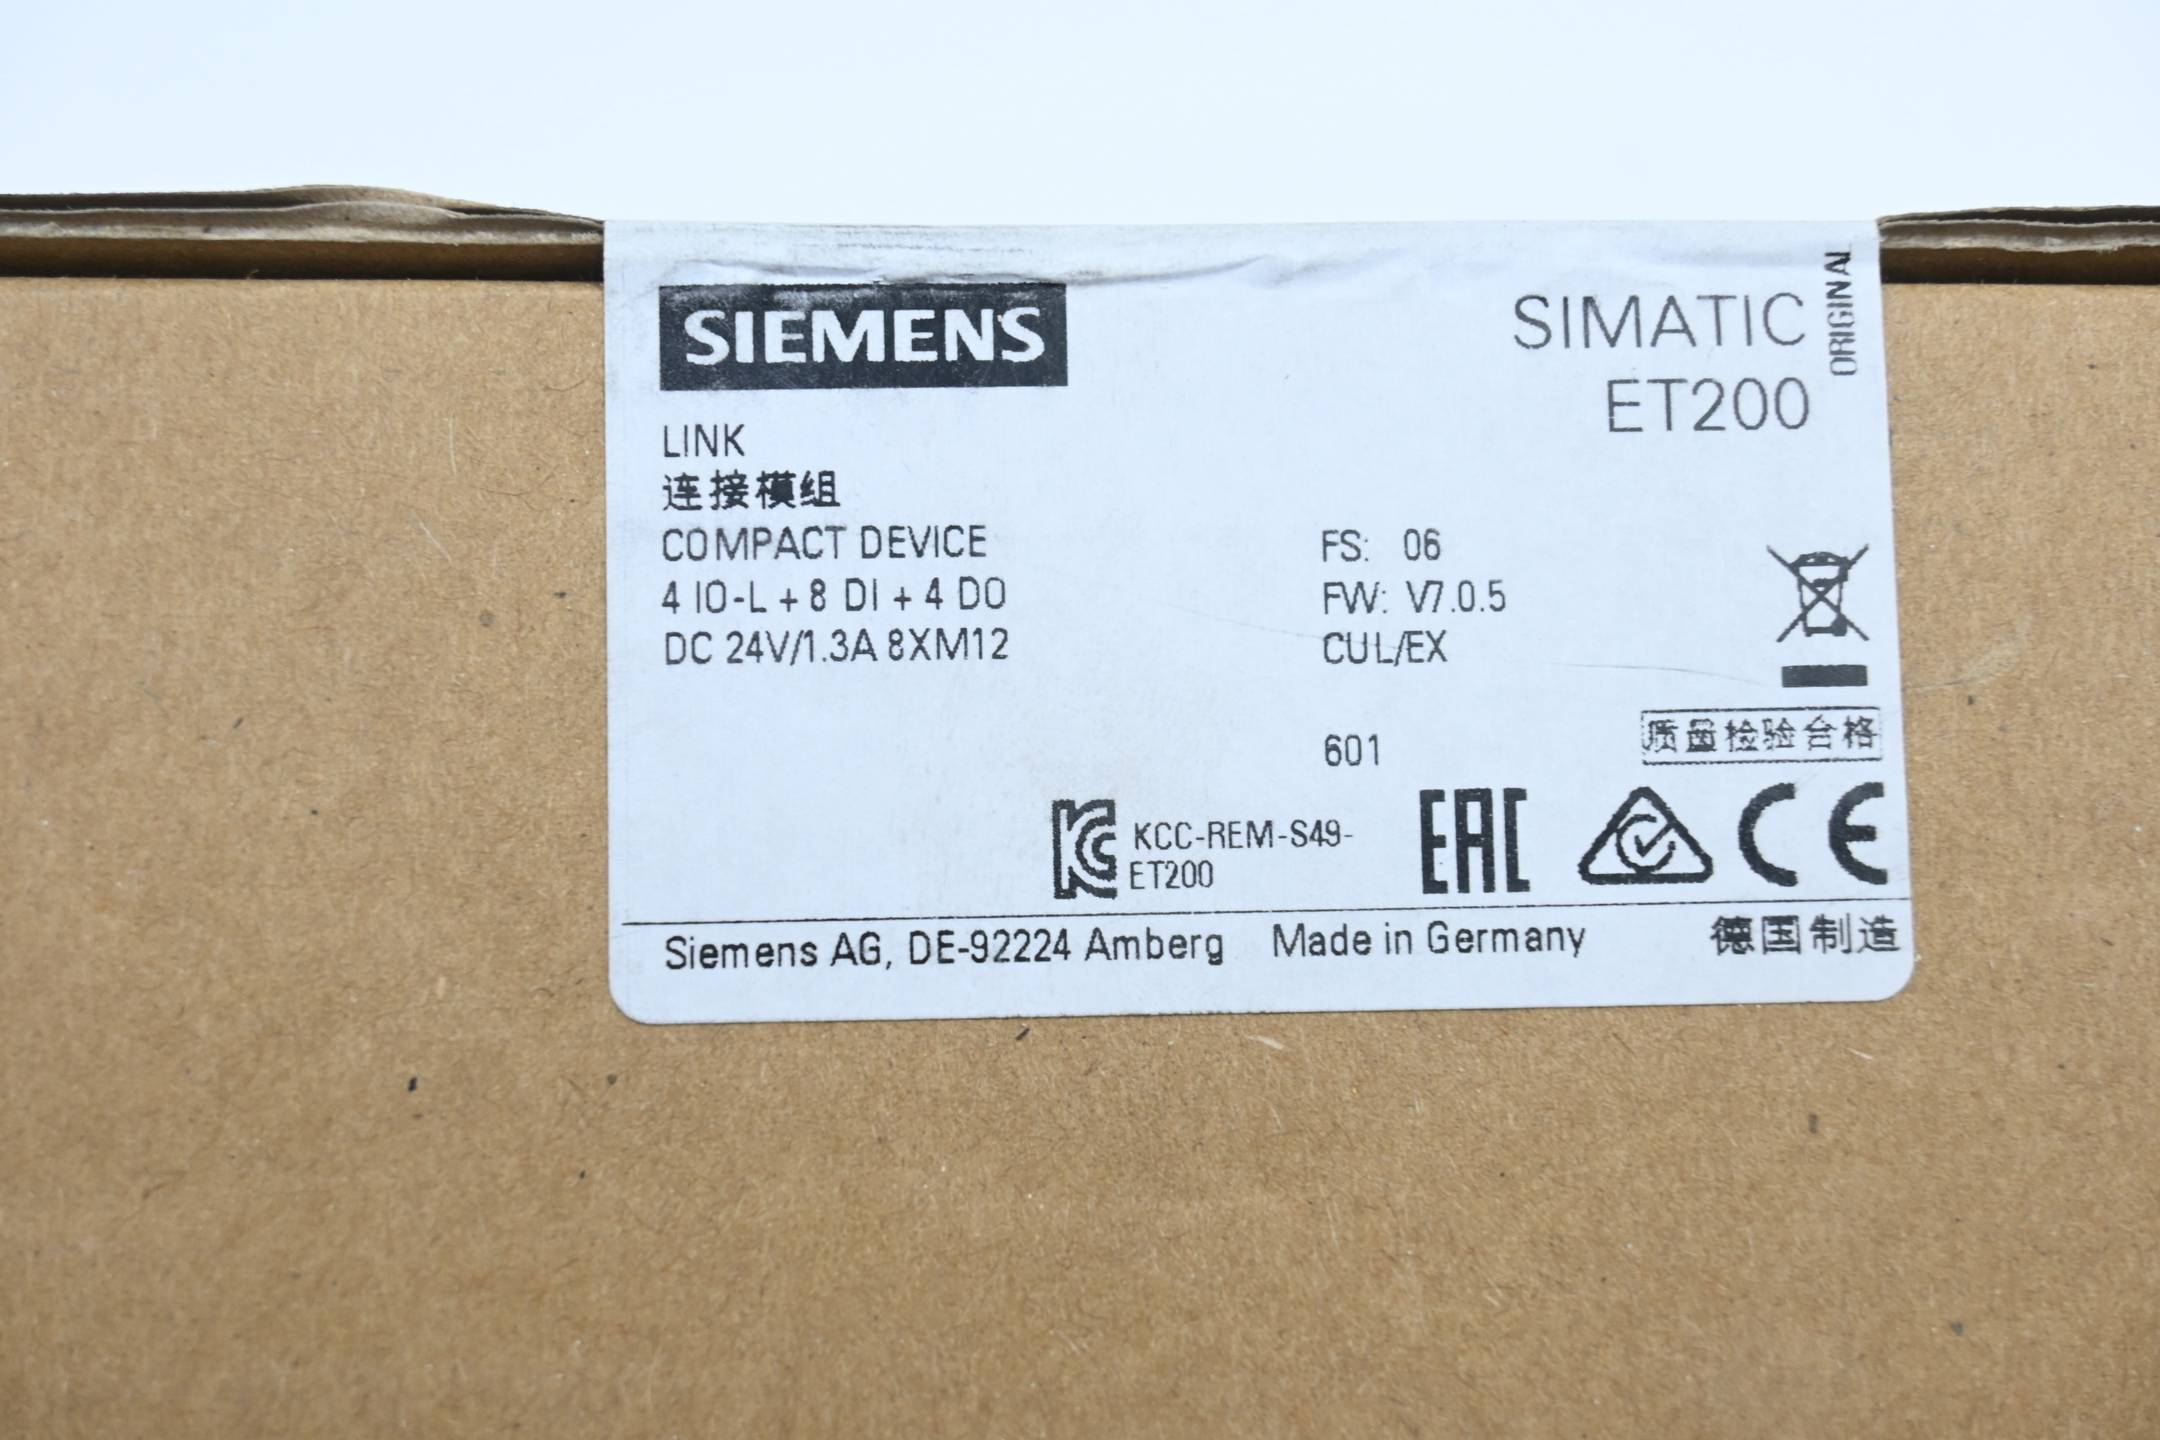 SIEMENS
SIMATIC
ET200
ORIGINAL
LINK
连接模组
COMPACT DEVICE
4 IO-L + 8 DI + 4 DO
DC 24V/1.3A 8XM12
FS: 06
FW: V7.0.5
CUL/EX
601
质量检验合格
KCC-REM-S49-
ET200
EAC
CE
Siemens AG, DE-92224 Amberg Made in Germany 德国制造